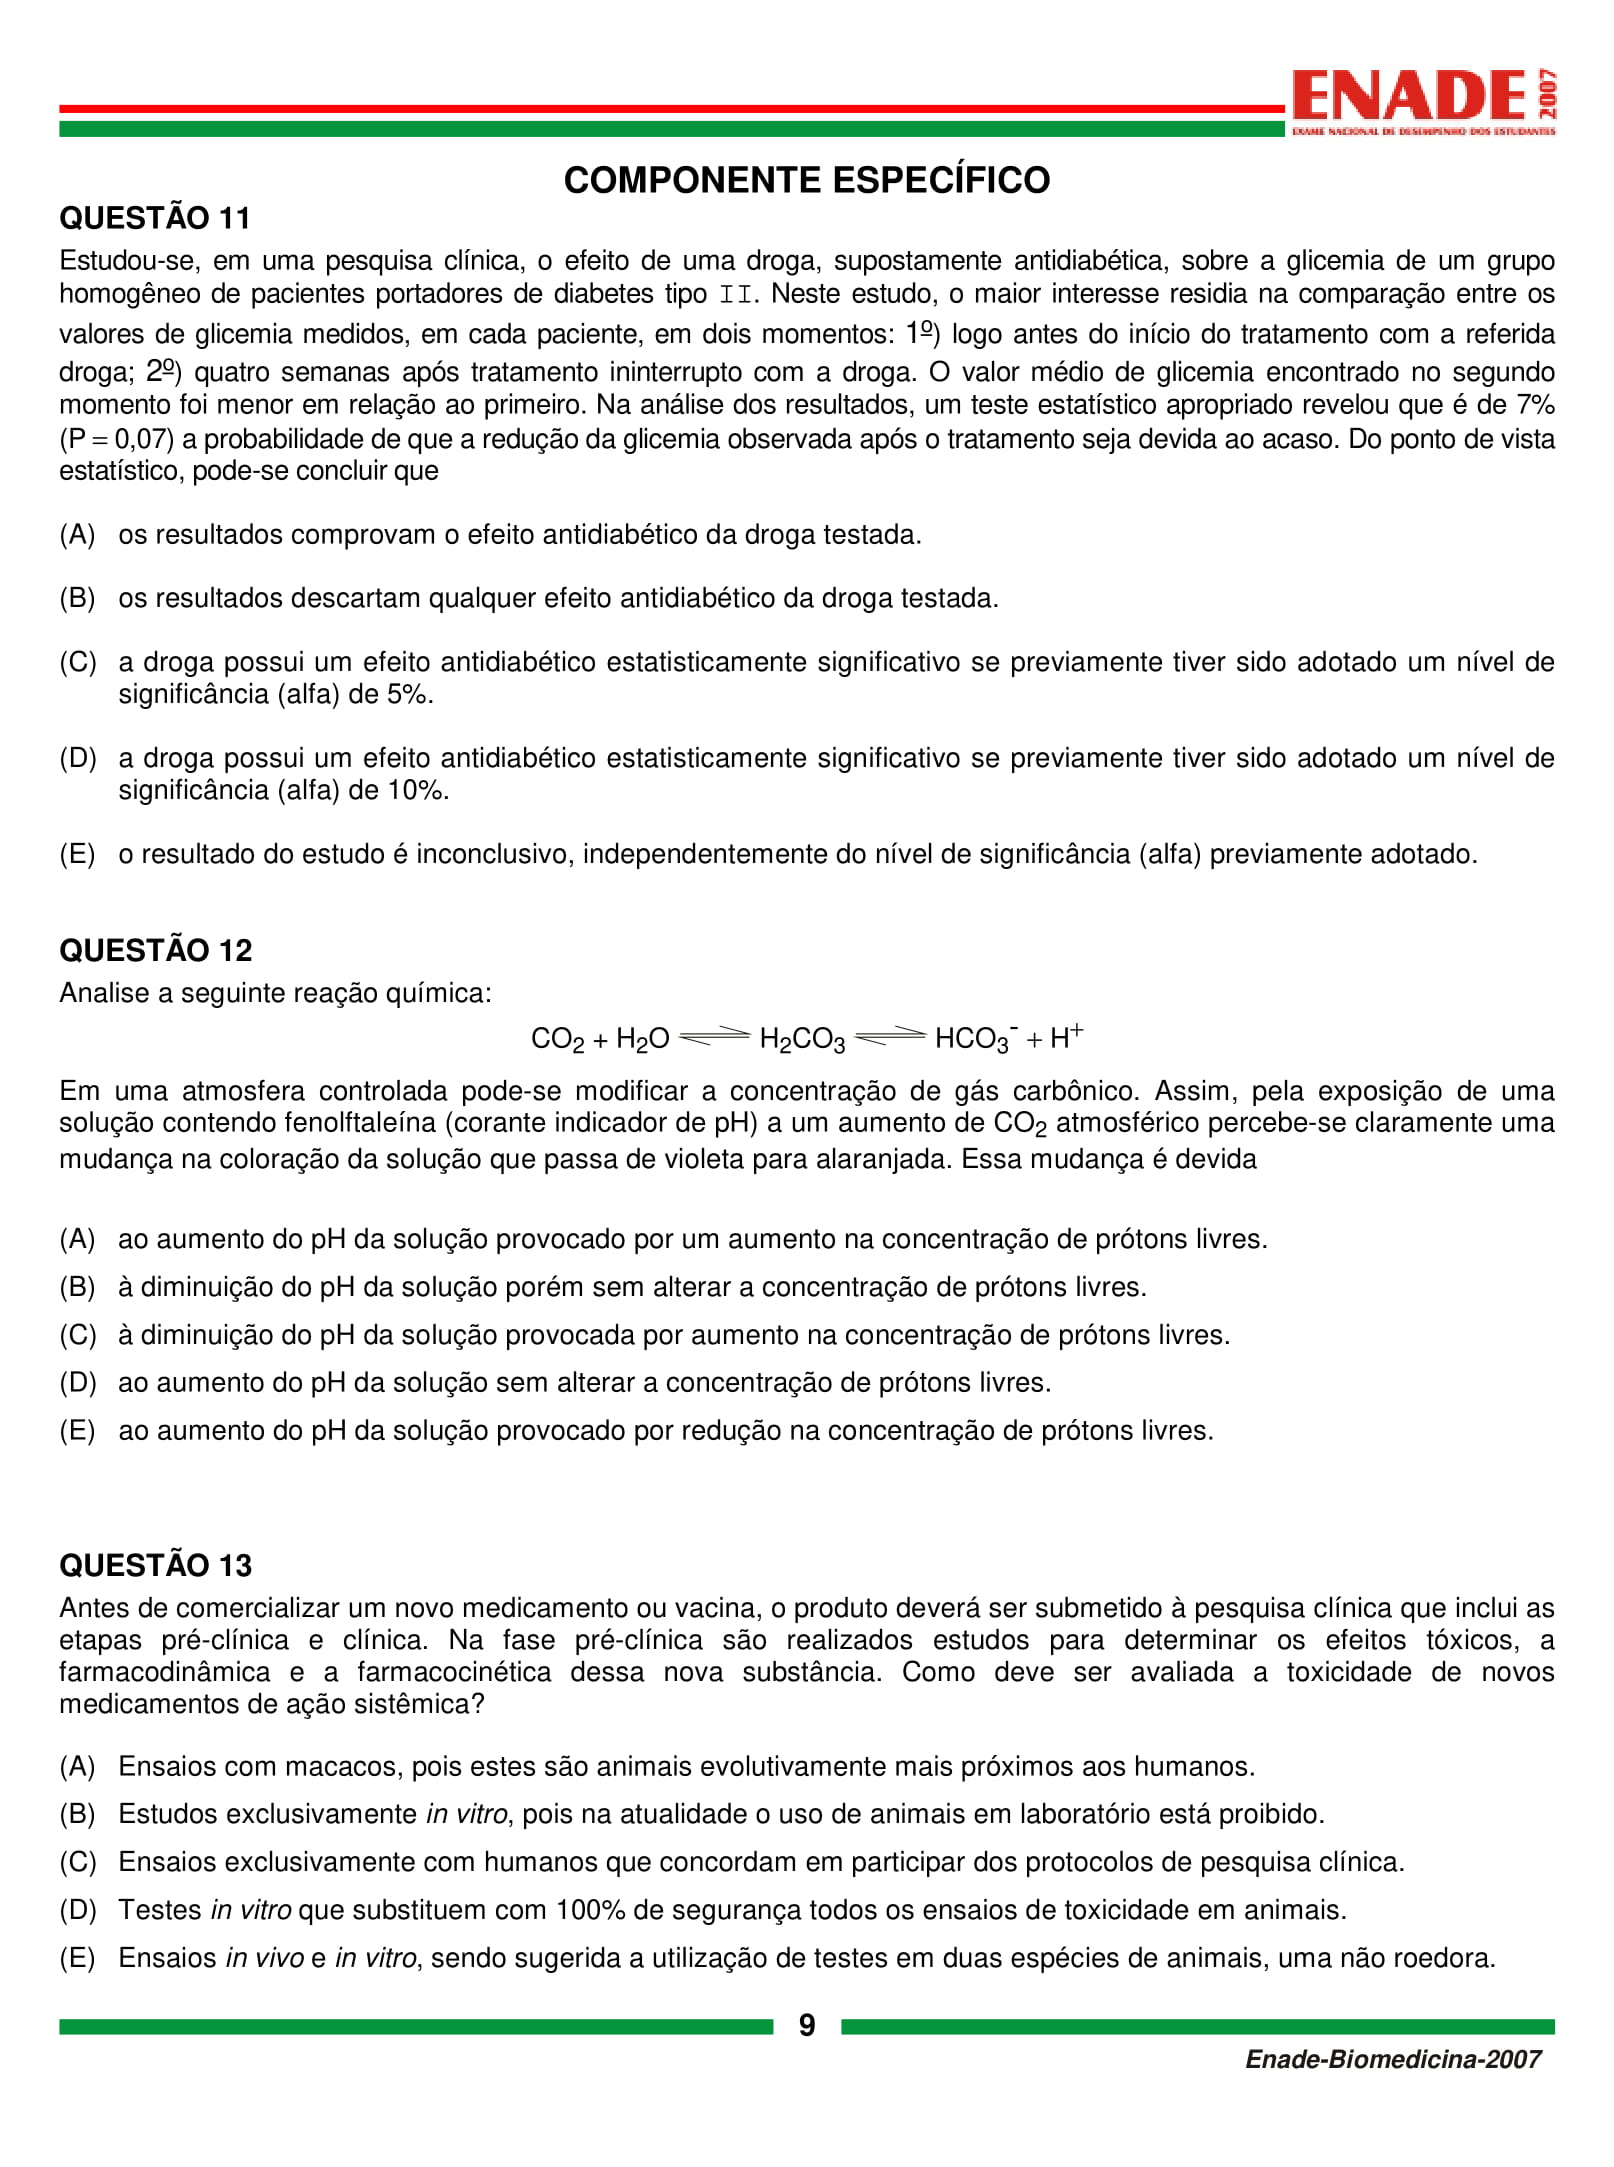 ENADE 2007
EXAME NACIONAL DE DESEMPENHO DOS ESTUDANTES
COMPONENTE ESPECÍFICO
QUESTÃO 11
Estudou-se, em uma pesquisa clínica, o efeito de uma droga, supostamente antidiabética, sobre a glicemia de um grupo
homogêneo de pacientes portadores de diabetes tipo II. Neste estudo, o maior interesse residia na comparação entre os
valores de glicemia medidos, em cada paciente, em dois momentos: 1º) logo antes do início do tratamento com a referida
droga; 2º) quatro semanas após tratamento ininterrupto com a droga. O valor médio de glicemia encontrado no segundo
momento foi menor em relação ao primeiro. Na análise dos resultados, um teste estatístico apropriado revelou que é de 7%
(P = 0,07) a probabilidade de que a redução da glicemia observada após o tratamento seja devida ao acaso. Do ponto de vista
estatístico, pode-se concluir que
(A) os resultados comprovam o efeito antidiabético da droga testada.
(B) os resultados descartam qualquer efeito antidiabético da droga testada.
(C) a droga possui um efeito antidiabético estatisticamente significativo se previamente tiver sido adotado um nível de
significância (alfa) de 5%.
(D) a droga possui um efeito antidiabético estatisticamente significativo se previamente tiver sido adotado um nível de
significância (alfa) de 10%.
(E) o resultado do estudo é inconclusivo, independentemente do nível de significância (alfa) previamente adotado.
QUESTÃO 12
Analise a seguinte reação química:
CO₂ + H₂O ⇌ H₂CO₃ ⇌ HCO₃⁻ + H⁺
Em uma atmosfera controlada pode-se modificar a concentração de gás carbônico. Assim, pela exposição de uma
solução contendo fenolftaleína (corante indicador de pH) a um aumento de CO₂ atmosférico percebe-se claramente uma
mudança na coloração da solução que passa de violeta para alaranjada. Essa mudança é devida
(A) ao aumento do pH da solução provocado por um aumento na concentração de prótons livres.
(B) à diminuição do pH da solução porém sem alterar a concentração de prótons livres.
(C) à diminuição do pH da solução provocada por aumento na concentração de prótons livres.
(D) ao aumento do pH da solução sem alterar a concentração de prótons livres.
(E) ao aumento do pH da solução provocado por redução na concentração de prótons livres.
QUESTÃO 13
Antes de comercializar um novo medicamento ou vacina, o produto deverá ser submetido à pesquisa clínica que inclui as
etapas pré-clínica e clínica. Na fase pré-clínica são realizados estudos para determinar os efeitos tóxicos, a
farmacodinâmica e a farmacocinética dessa nova substância. Como deve ser avaliada a toxicidade de novos
medicamentos de ação sistêmica?
(A) Ensaios com macacos, pois estes são animais evolutivamente mais próximos aos humanos.
(B) Estudos exclusivamente in vitro, pois na atualidade o uso de animais em laboratório está proibido.
(C) Ensaios exclusivamente com humanos que concordam em participar dos protocolos de pesquisa clínica.
(D) Testes in vitro que substituem com 100% de segurança todos os ensaios de toxicidade em animais.
(E) Ensaios in vivo e in vitro, sendo sugerida a utilização de testes em duas espécies de animais, uma não roedora.
9
Enade-Biomedicina-2007